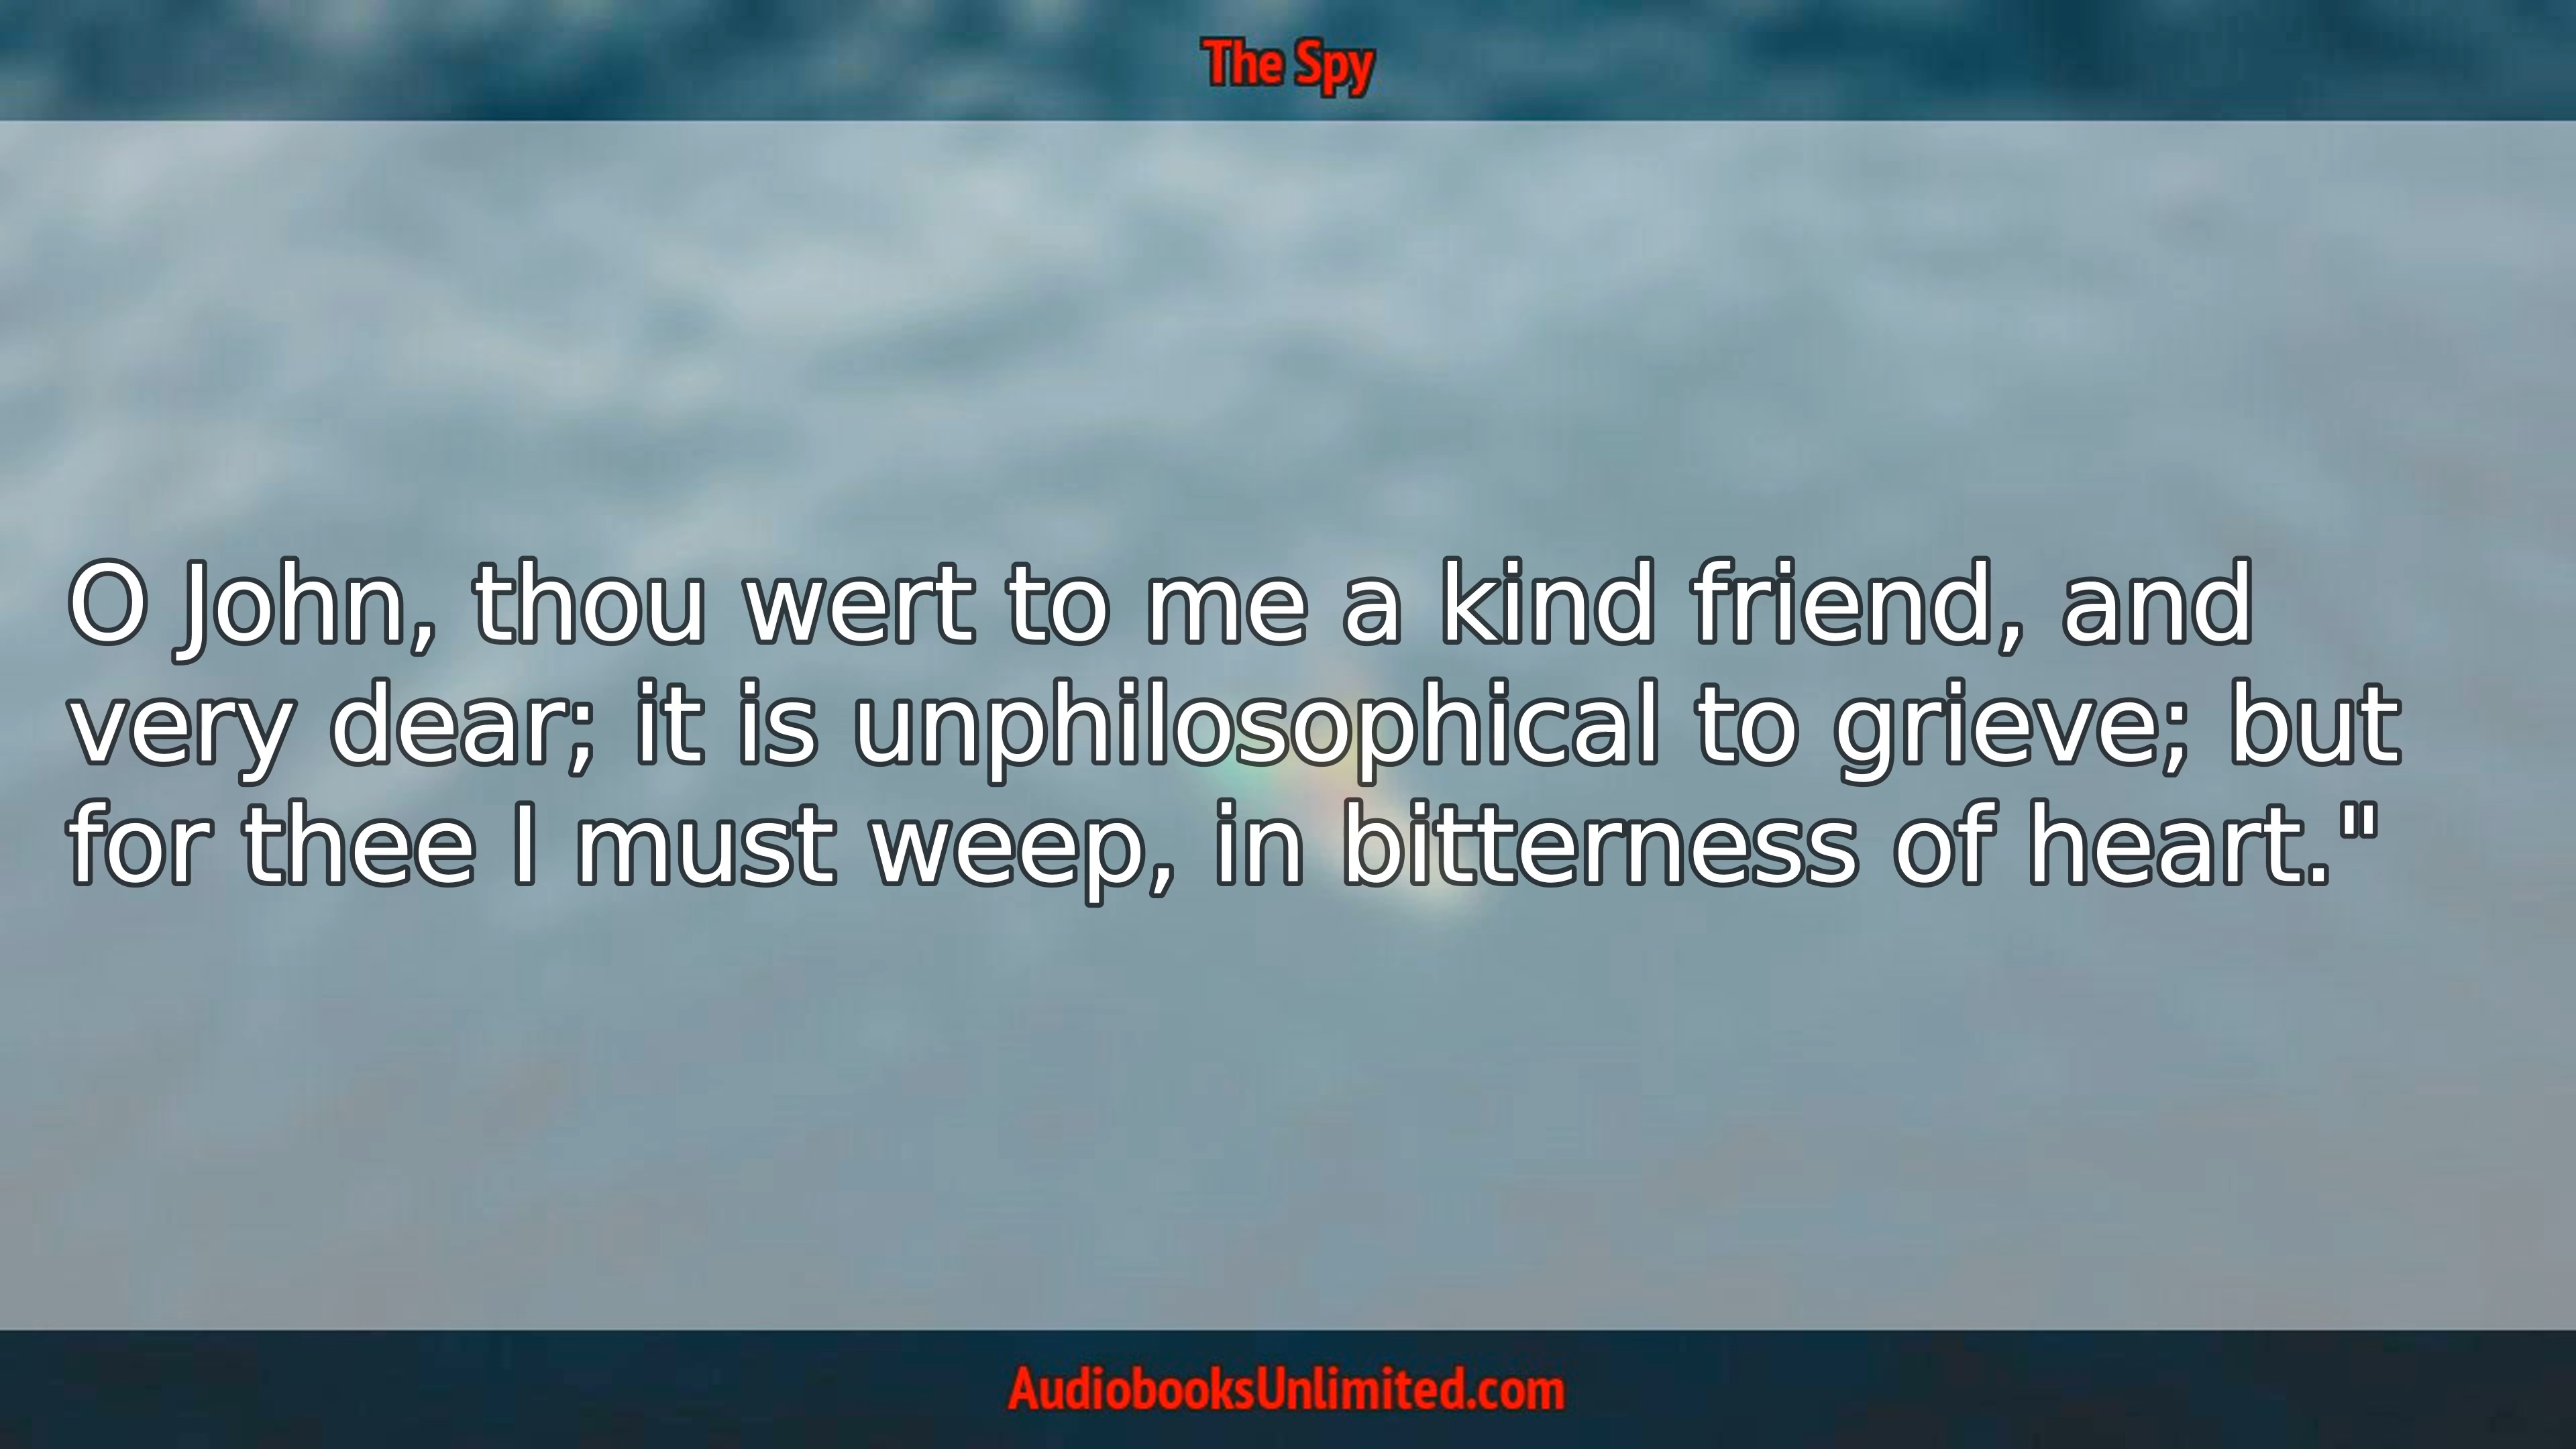 The Spy
O John, thou wert to me a kind friend, and
very dear; it is unphilosophical to grieve; but
for thee I must weep, in bitterness of heart."
AudiobooksUnlimited.com